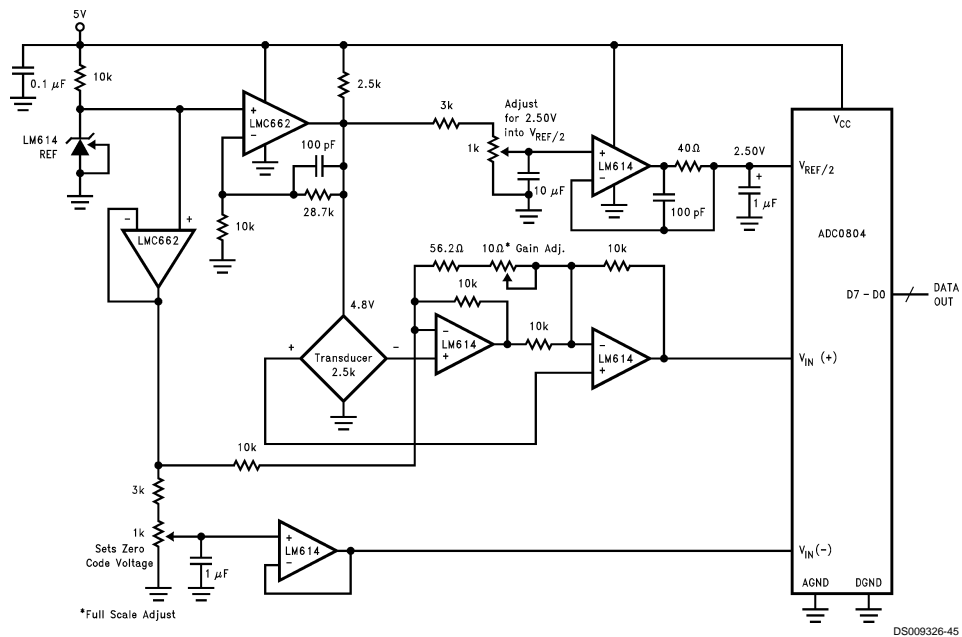 5V
0.1 μF
10k
LM614
REF
+
−
LMC662
2.5k
100 pF
28.7k
10k
−
+
LMC662
3k
Adjust
for 2.50V
into VREF/2
1k
10 μF
+
−
LM614
40Ω
100 pF
2.50V
+
1 μF
VCC
VREF/2
ADC0804
D7 – D0
DATA
OUT
VIN (+)
VIN(−)
AGND
DGND
56.2Ω
10Ω* Gain Adj.
10k
10k
−
+
LM614
10k
−
+
LM614
4.8V
+
−
Transducer
2.5k
10k
3k
1k
Sets Zero
Code Voltage
1 μF
+
−
LM614
*Full Scale Adjust
DS009326-45